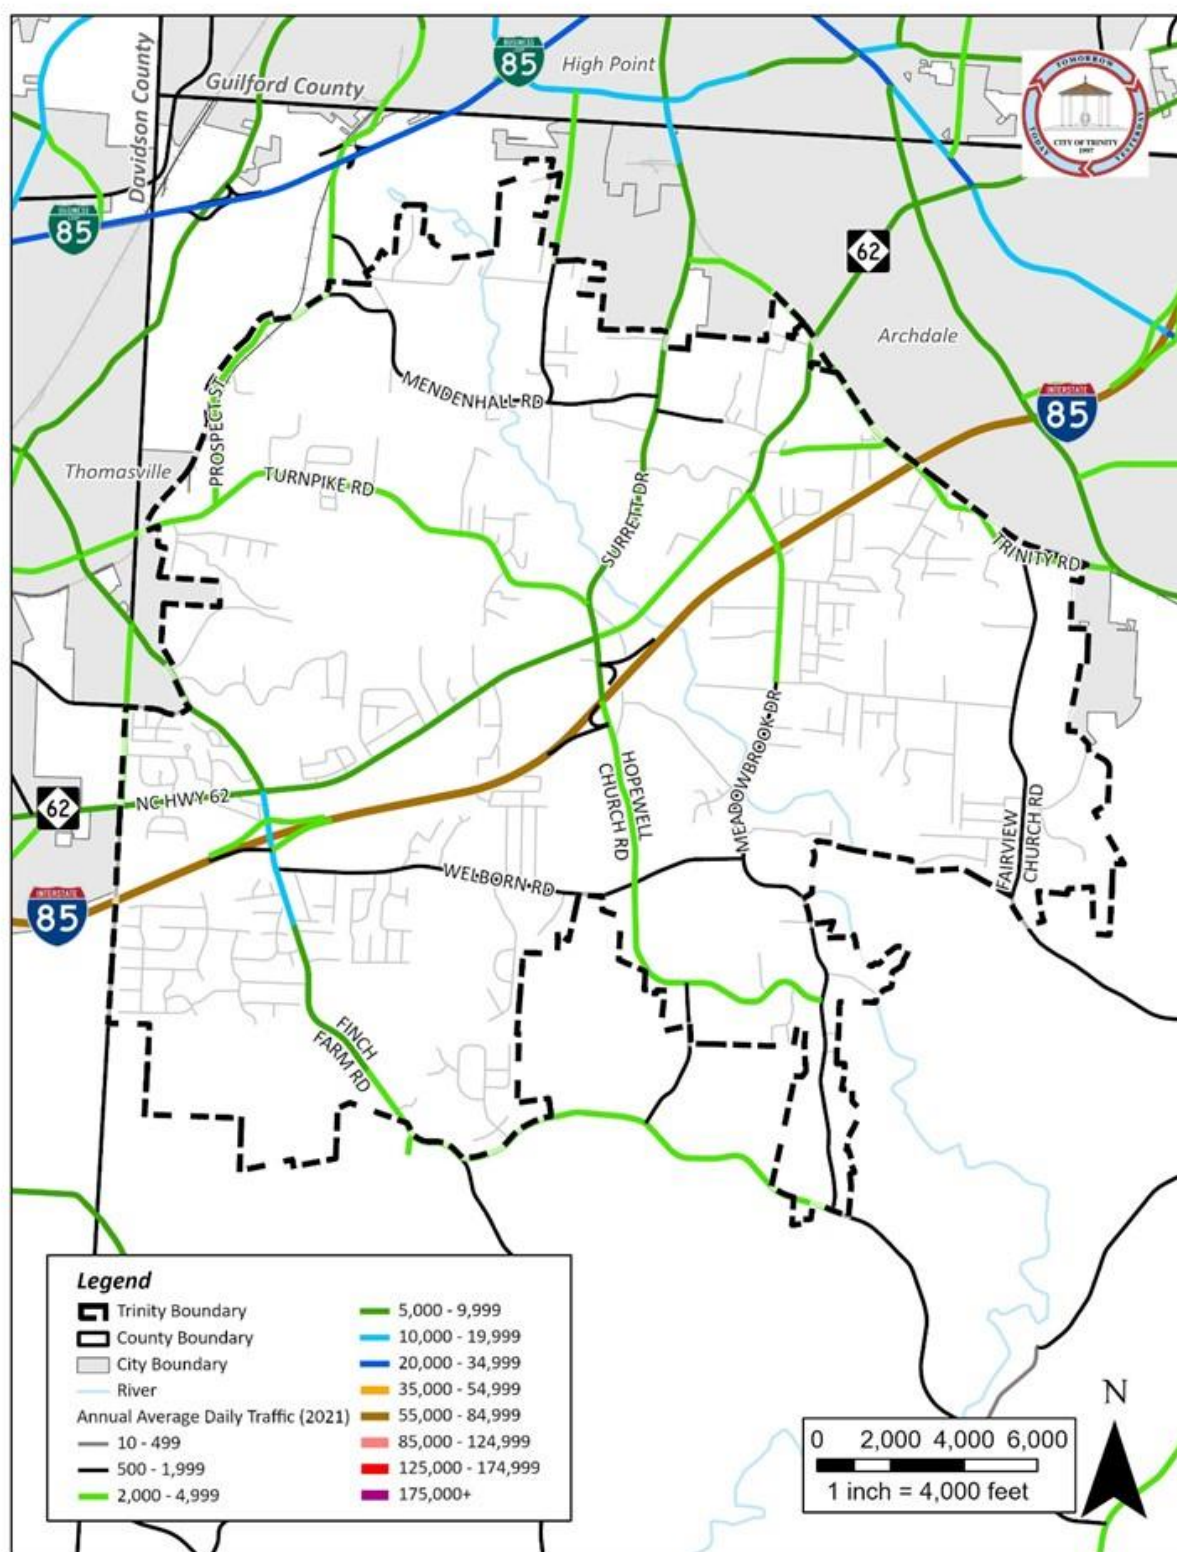 BUSINESS
85
High Point
Guilford County
Davidson County
TOMORROW
TODAY
YESTERDAY
CITY OF TRINITY
1997
BUSINESS
85
62
Archdale
INTERSTATE
85
MENDENHALL RD
PROSPECT ST
Thomasville
TURNPIKE RD
SURRETT DR
TRINITY RD
MEADOWBROOK DR
HOPEWELL
CHURCH RD
62
NC HWY 62
FAIRVIEW
CHURCH RD
WELBORN RD
INTERSTATE
85
FINCH
FARM RD
Legend
Trinity Boundary
County Boundary
City Boundary
River
Annual Average Daily Traffic (2021)
10 - 499
500 - 1,999
2,000 - 4,999
5,000 - 9,999
10,000 - 19,999
20,000 - 34,999
35,000 - 54,999
55,000 - 84,999
85,000 - 124,999
125,000 - 174,999
175,000+
N
0 2,000 4,000 6,000
1 inch = 4,000 feet